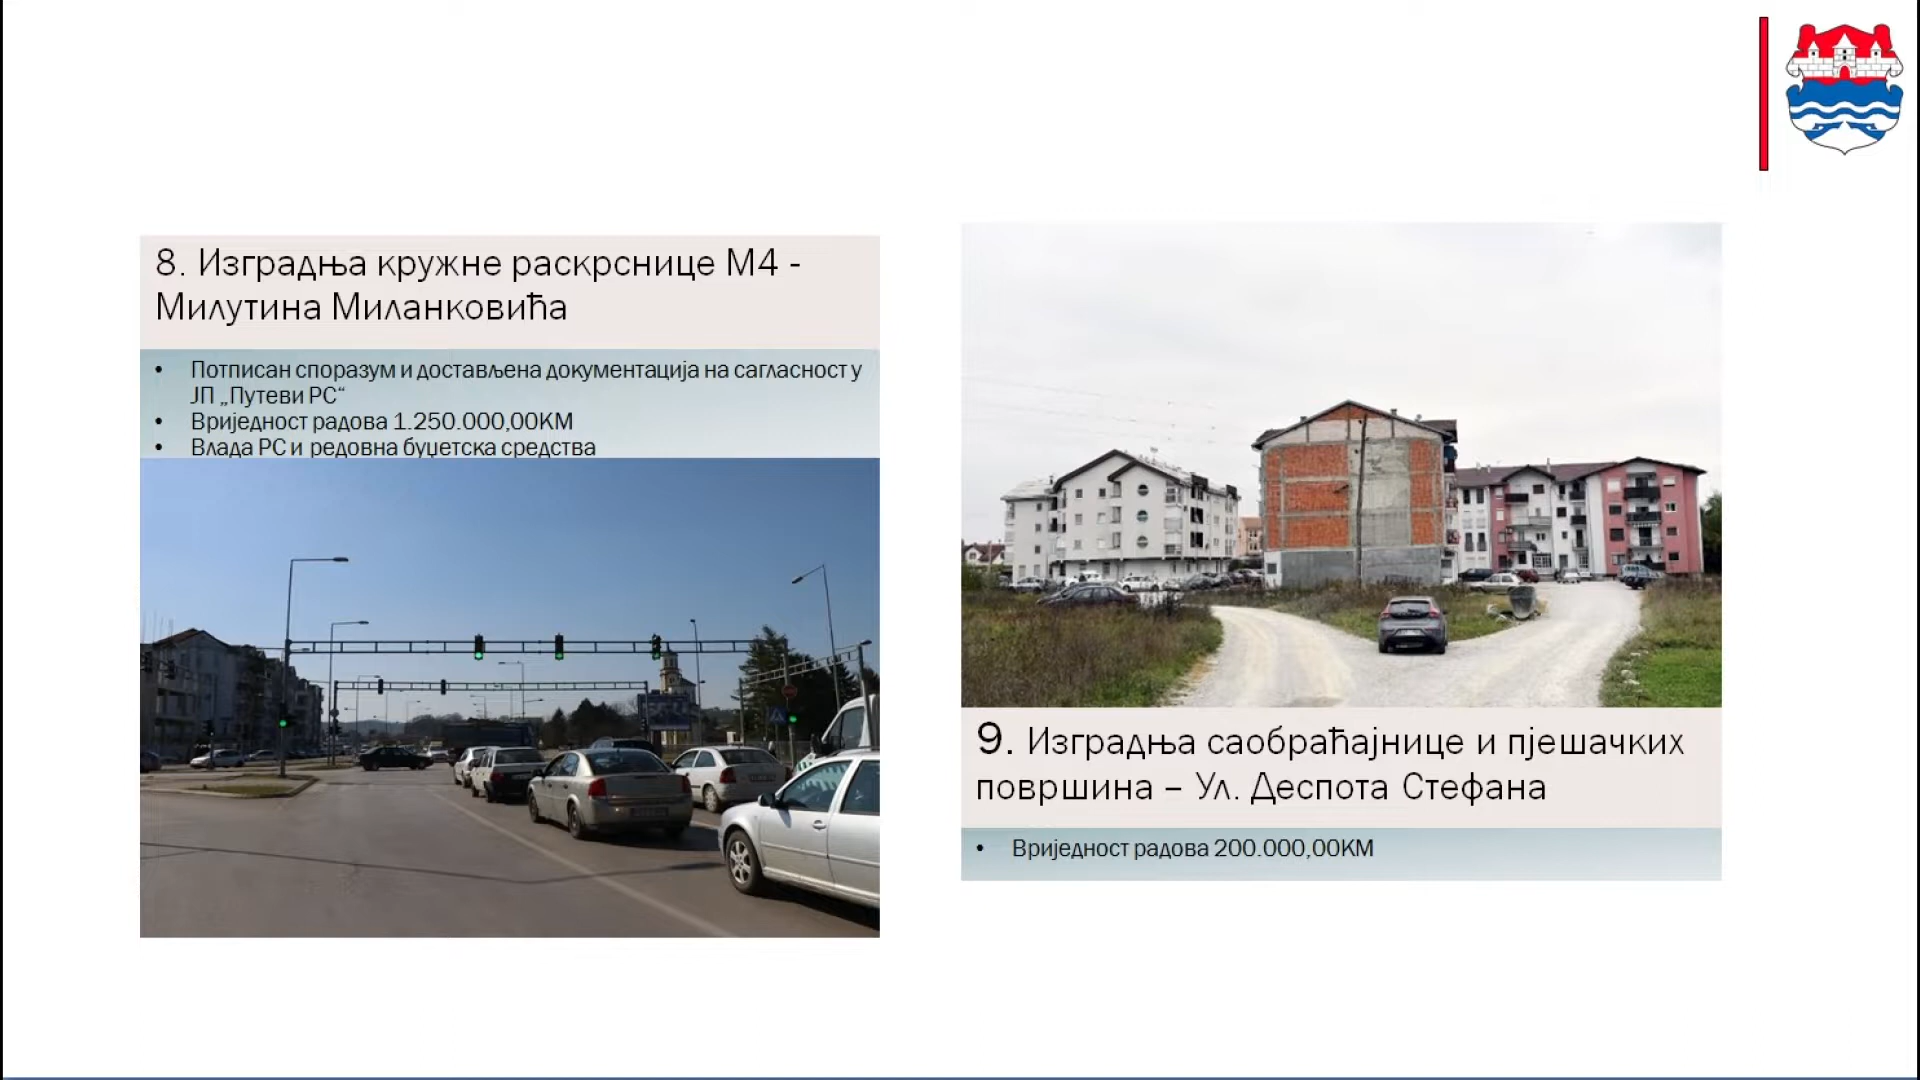 8. Изградња кружне раскрснице М4 -
Милутина Миланковића
• Потписан споразум и достављена документација на сагласност у
ЈП „Путеви РС“
• Вриједност радова 1.250.000,00КМ
• Влада РС и редовна буџетска средства
9. Изградња саобраћајнице и пјешачких
површина – Ул. Деспота Стефана
• Вриједност радова 200.000,00КМ